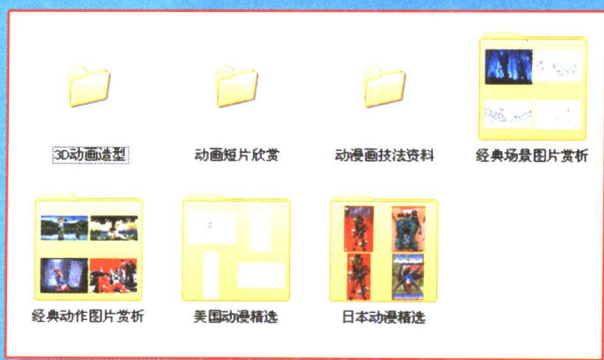 3D动画造型
动画短片欣赏
动漫画技法资料
经典场景图片赏析
经典动作图片赏析
美国动漫精选
日本动漫精选